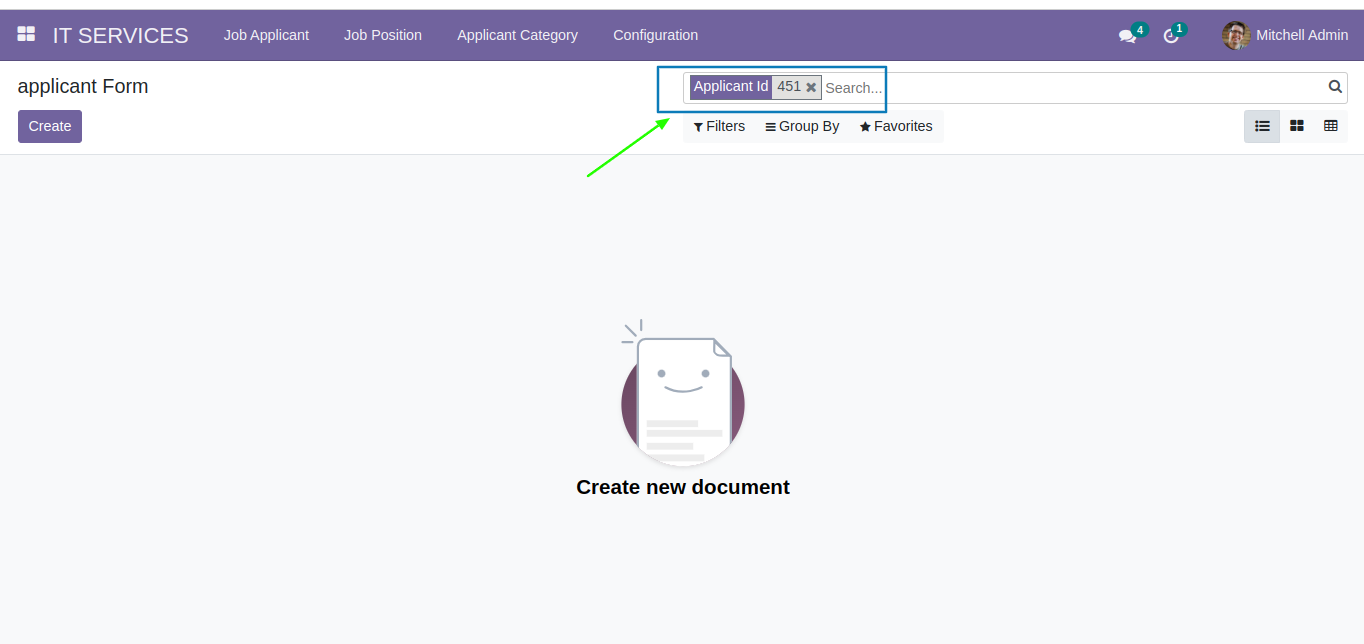 IT SERVICES Job Applicant Job Position Applicant Category Configuration 4 1 Mitchell Admin
applicant Form Applicant Id 451 Search...
Create Filters Group By Favorites
Create new document